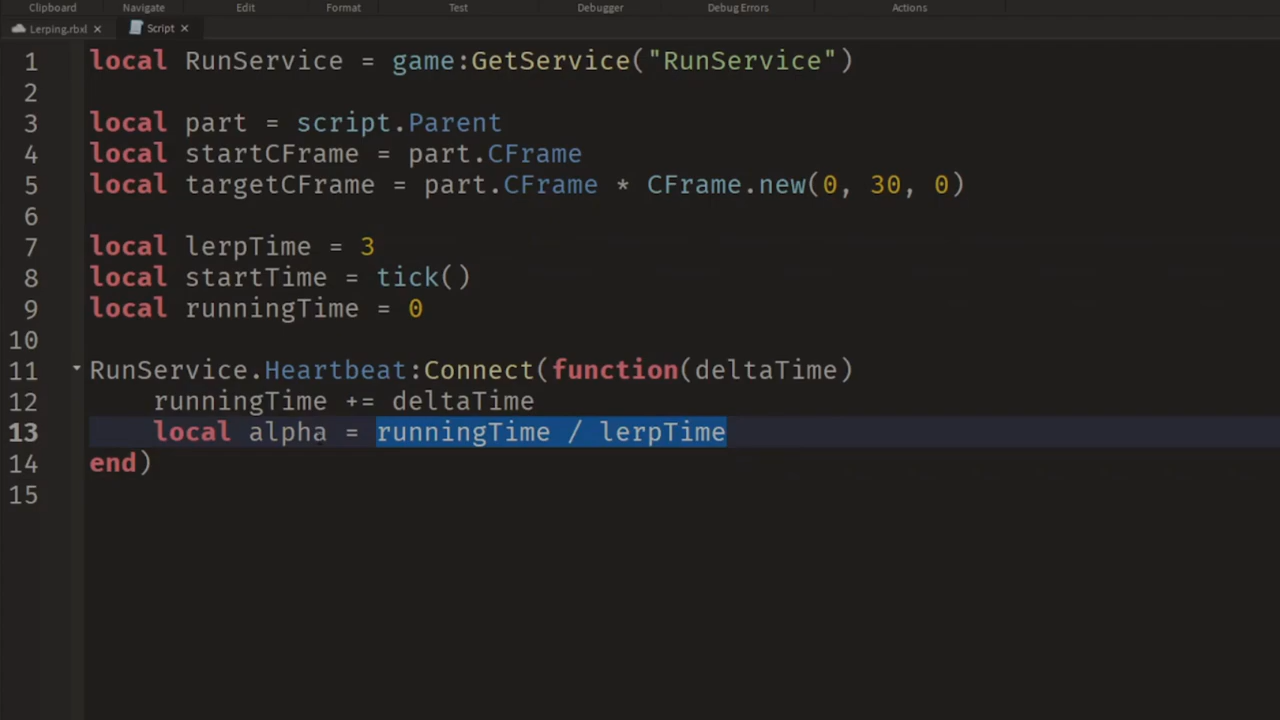 Clipboard Navigate Edit Format Test Debugger Debug Errors Actions
Lerping.rbxl × Script ×
1 local RunService = game:GetService("RunService")
2
3 local part = script.Parent
4 local startCFrame = part.CFrame
5 local targetCFrame = part.CFrame * CFrame.new(0, 30, 0)
6
7 local lerpTime = 3
8 local startTime = tick()
9 local runningTime = 0
10
11 RunService.Heartbeat:Connect(function(deltaTime)
12 runningTime += deltaTime
13 local alpha = runningTime / lerpTime
14 end)
15